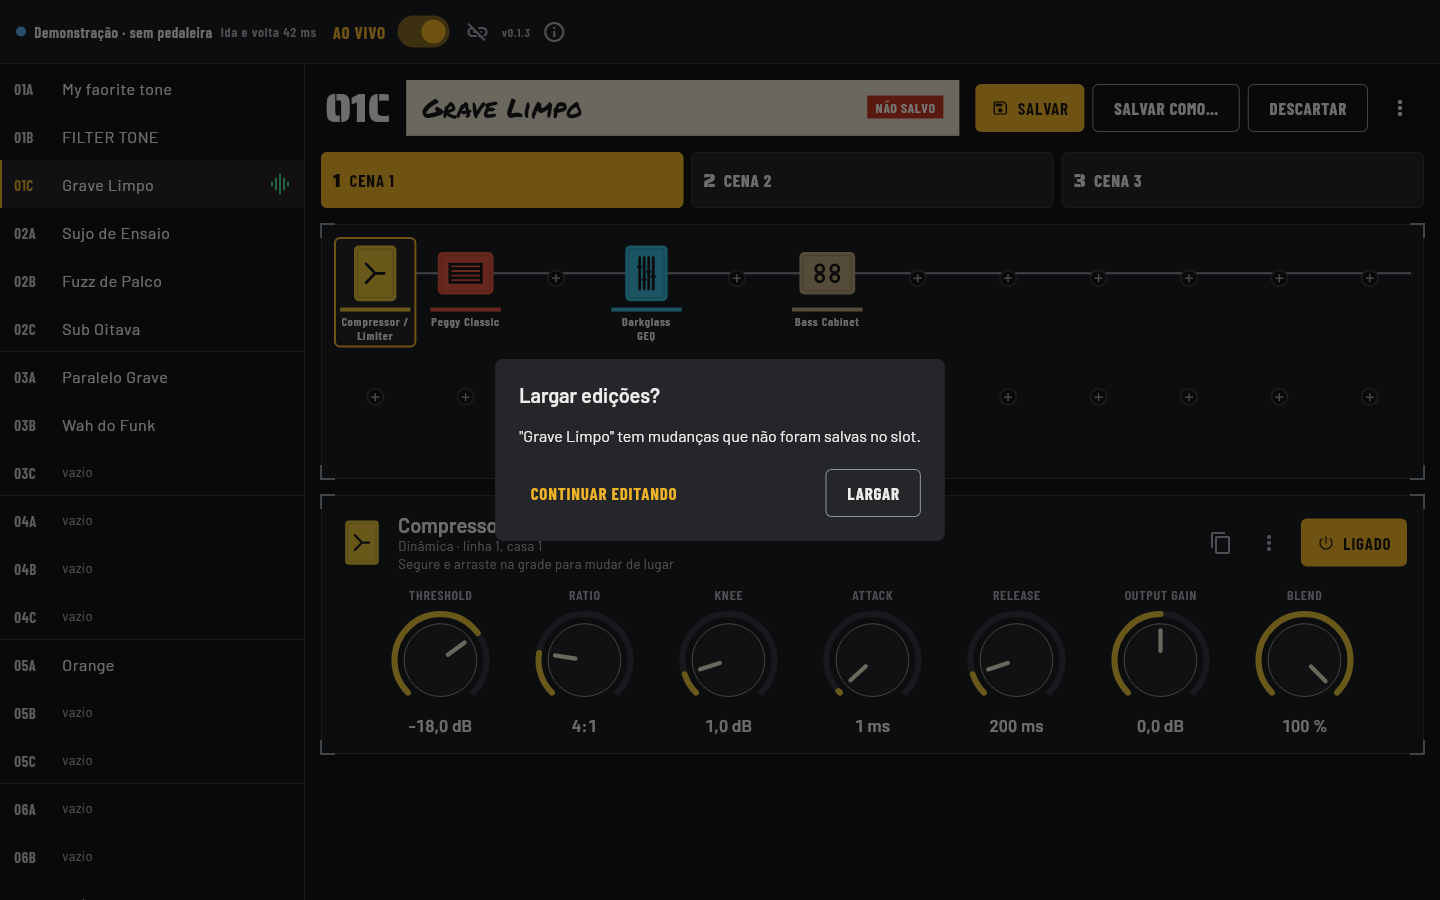 Demonstração · sem pedaleira Ida e volta 42 ms AO VIVO v0.1.3
01A My faorite tone
01B FILTER TONE
01C Grave Limpo
02A Sujo de Ensaio
02B Fuzz de Palco
02C Sub Oitava
03A Paralelo Grave
03B Wah do Funk
03C vazio
04A vazio
04B vazio
04C vazio
05A Orange
05B vazio
05C vazio
06A vazio
06B vazio
01C Grave Limpo NÃO SALVO SALVAR SALVAR COMO... DESCARTAR
1 CENA 1 2 CENA 2 3 CENA 3
Compressor / Limiter
Peggy Classic
Darkglass GEQ
88
Bass Cabinet
Largar edições?
"Grave Limpo" tem mudanças que não foram salvas no slot.
CONTINUAR EDITANDO LARGAR
Compresso
Dinâmica · linha 1, casa 1
Segure e arraste na grade para mudar de lugar
LIGADO
THRESHOLD RATIO KNEE ATTACK RELEASE OUTPUT GAIN BLEND
-18,0 dB 4:1 1,0 dB 1 ms 200 ms 0,0 dB 100 %